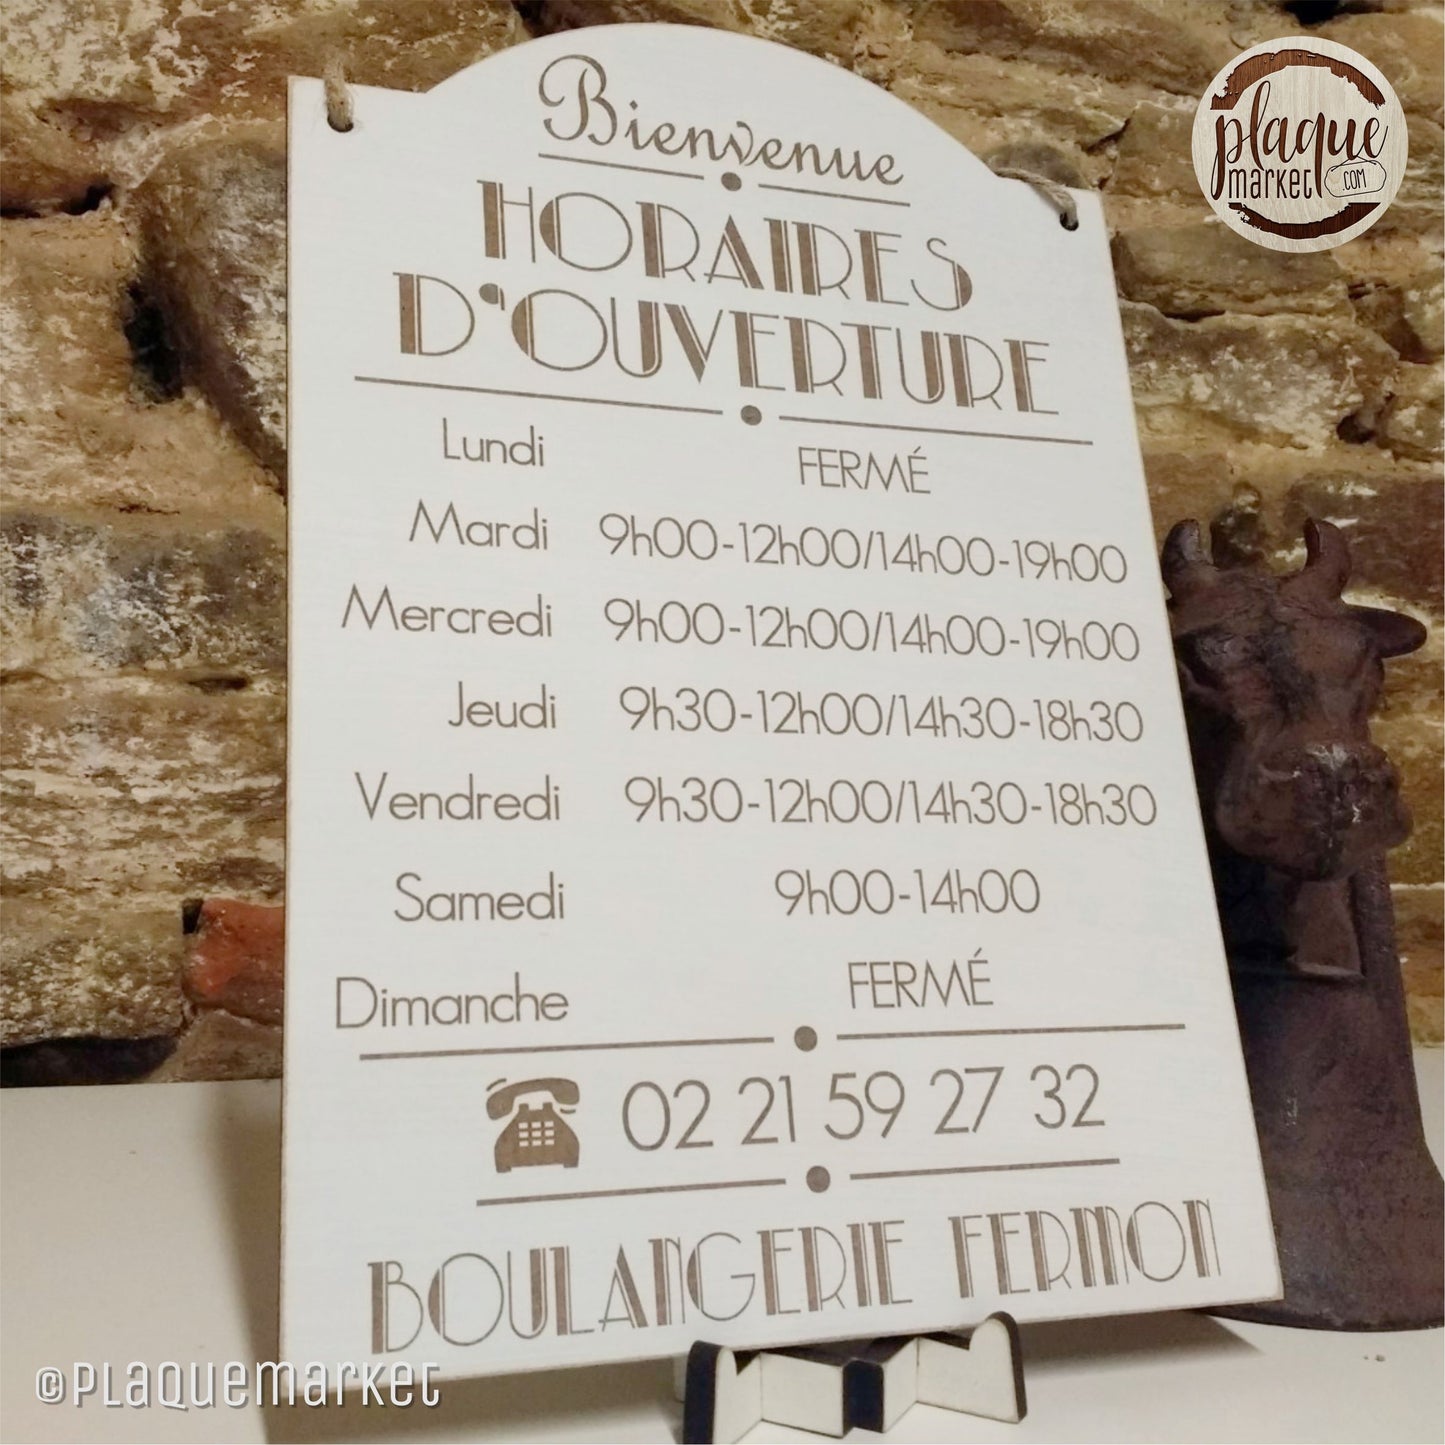 Bienvenue
HORAIRES
D'OUVERTURE
Lundi FERMÉ
Mardi 9h00-12h00/14h00-19h00
Mercredi 9h00-12h00/14h00-19h00
Jeudi 9h30-12h00/14h30-18h30
Vendredi 9h30-12h00/14h30-18h30
Samedi 9h00-14h00
Dimanche FERMÉ
02 21 59 27 32
BOULANGERIE FERMON
plaque
MARKET .COM
©PLAQUEMARKET